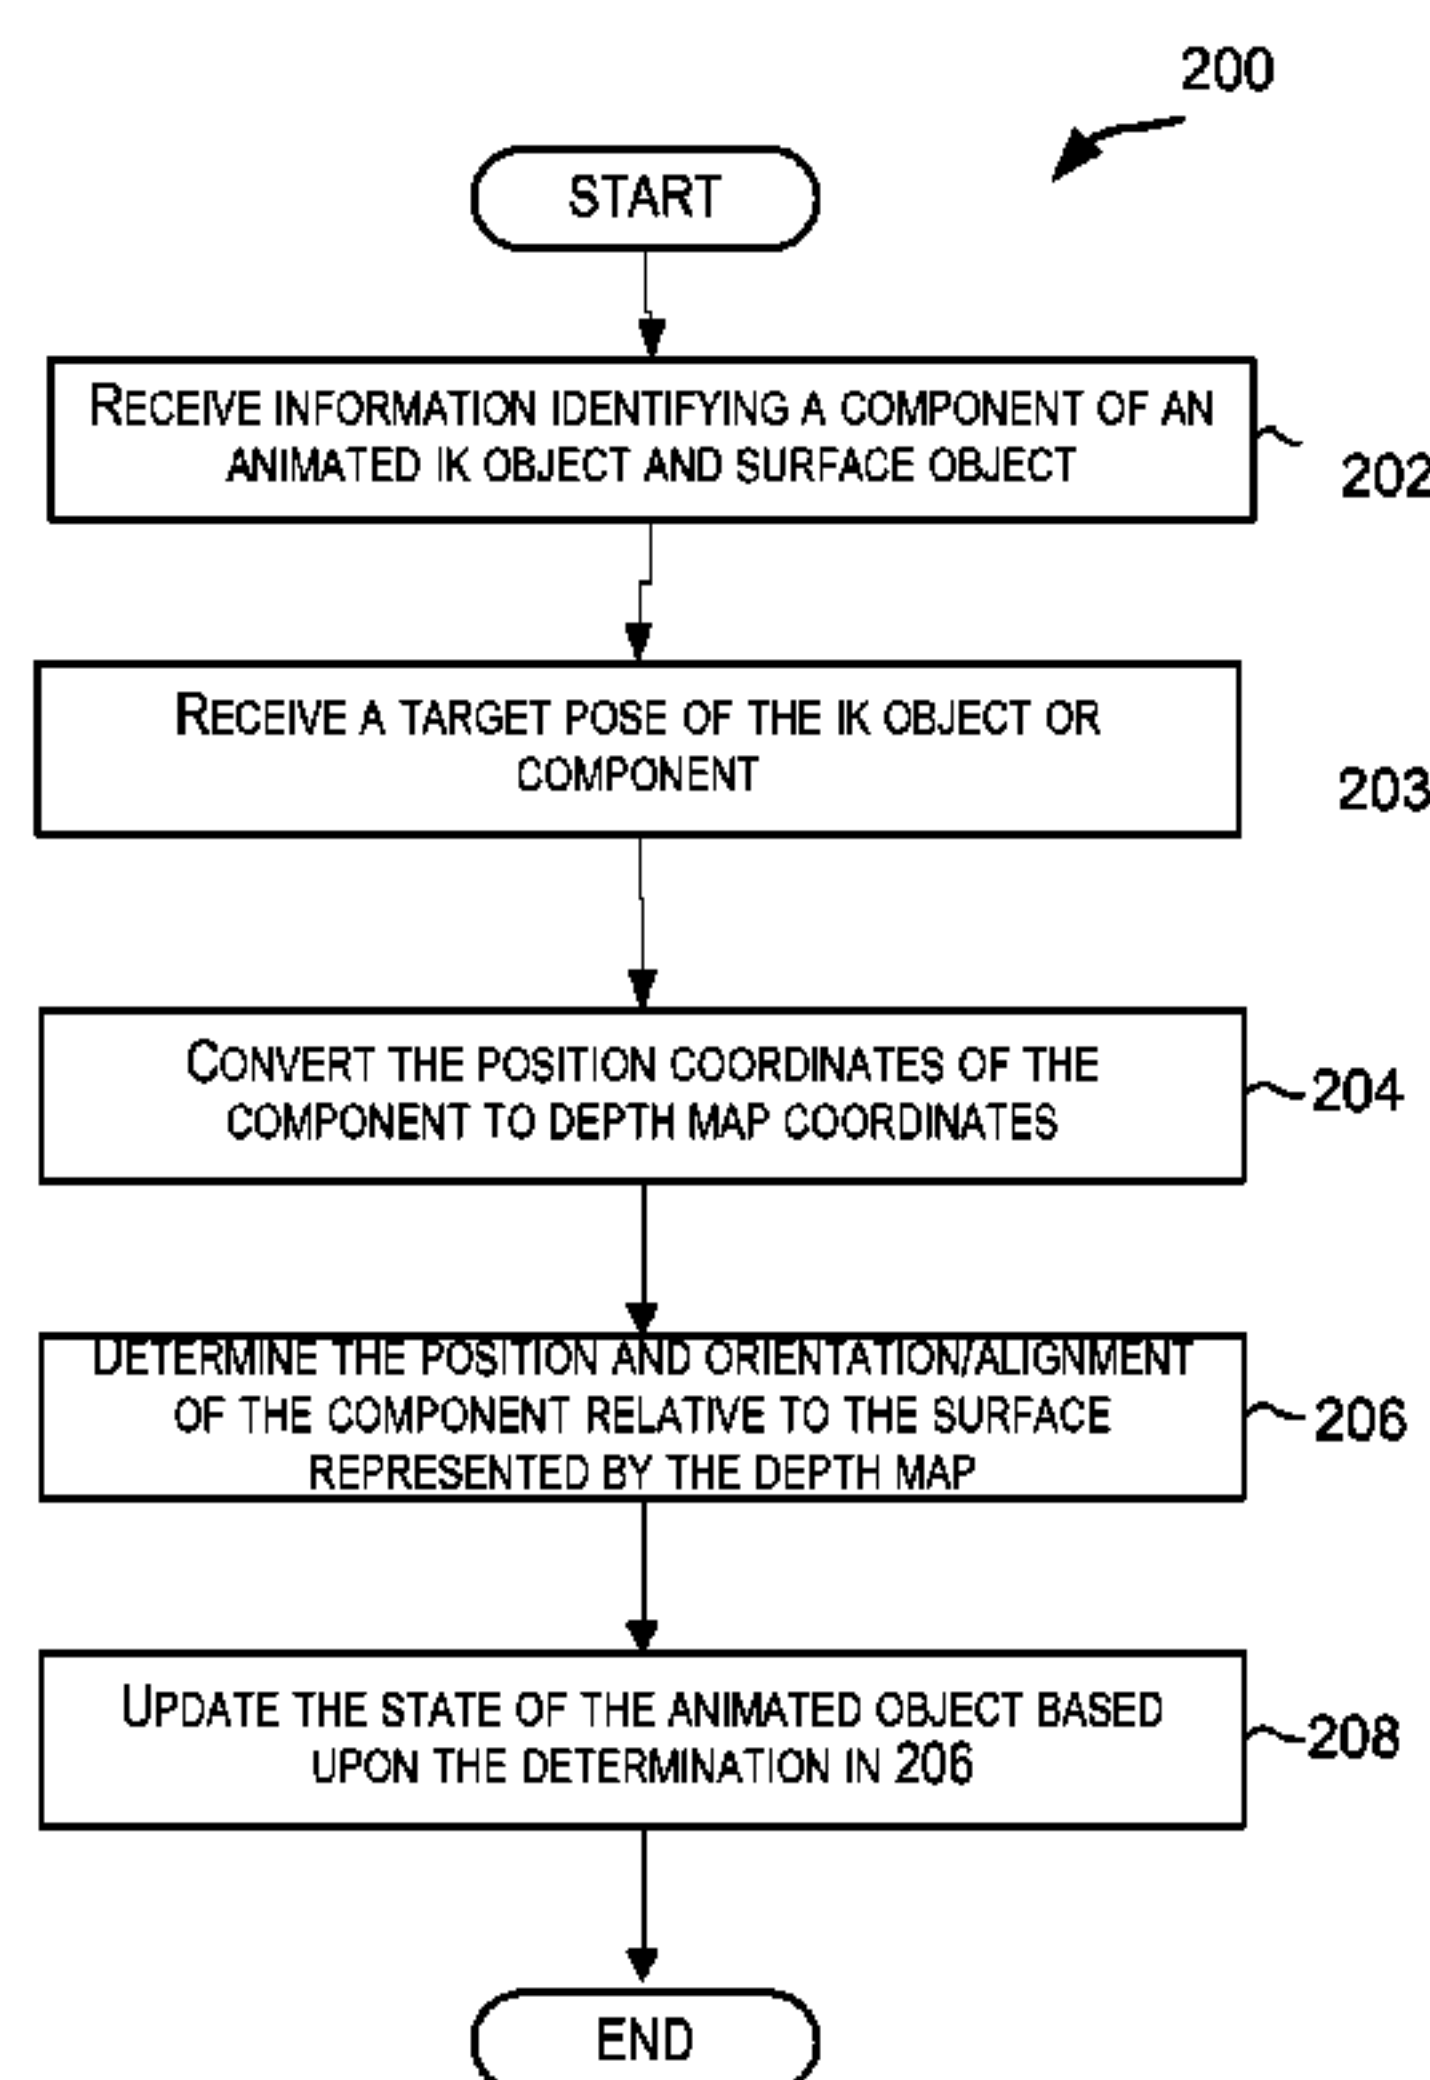 200
START
RECEIVE INFORMATION IDENTIFYING A COMPONENT OF AN
ANIMATED IK OBJECT AND SURFACE OBJECT
202
RECEIVE A TARGET POSE OF THE IK OBJECT OR
COMPONENT
203
CONVERT THE POSITION COORDINATES OF THE
COMPONENT TO DEPTH MAP COORDINATES
204
DETERMINE THE POSITION AND ORIENTATION/ALIGNMENT
OF THE COMPONENT RELATIVE TO THE SURFACE
REPRESENTED BY THE DEPTH MAP
206
UPDATE THE STATE OF THE ANIMATED OBJECT BASED
UPON THE DETERMINATION IN 206
208
END